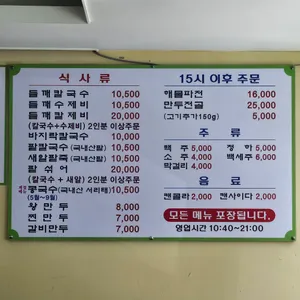 식사류
들깨칼국수 10,500
들깨수제비 10,500
들깨칼제비 20,000
(칼국수+수제비) 2인분 이상주문
바지락칼국수 10,000
팥칼국수(국내산팥) 10,500
새알팥죽(국내산팥) 10,500
팥섞어 20,000
(칼국수 + 새알) 2인분 이상주문
콩국수(국내산 서리태) 10,500
(5월~9월)
왕만두 8,000
찐만두 7,000
갈비만두 7,000
15시 이후 주문
해물파전 16,000
만두전골 25,000
(고기추가150g) 5,000
주류
맥주 5,000 청하 5,000
소주 4,000 백세주 6,000
막걸리 4,000
음료
캔콜라 2,000 캔사이다 2,000
모든 메뉴 포장됩니다.
영업시간 10:40~21:00